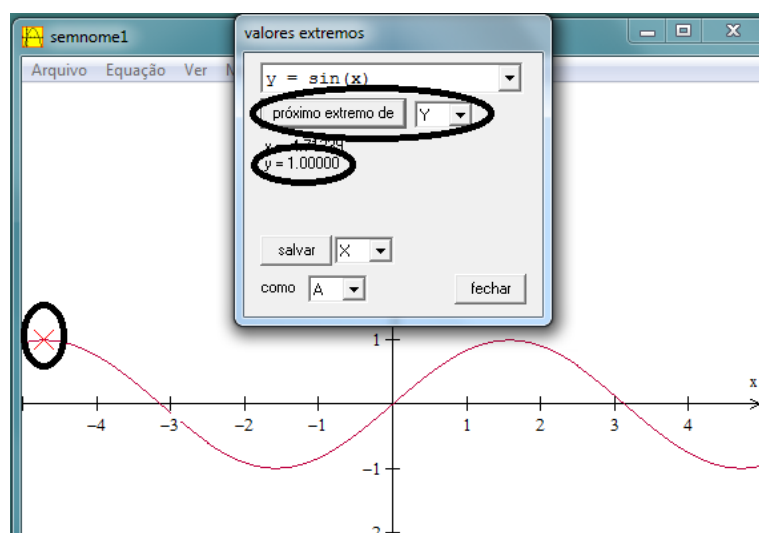 semnome1
valores extremos
Arquivo Equação Ver
y = sin(x)
próximo extremo de Y
y = 1.00000
salvar X
como A fechar
1
x
−4 −3 −2 −1 1 2 3 4
−1